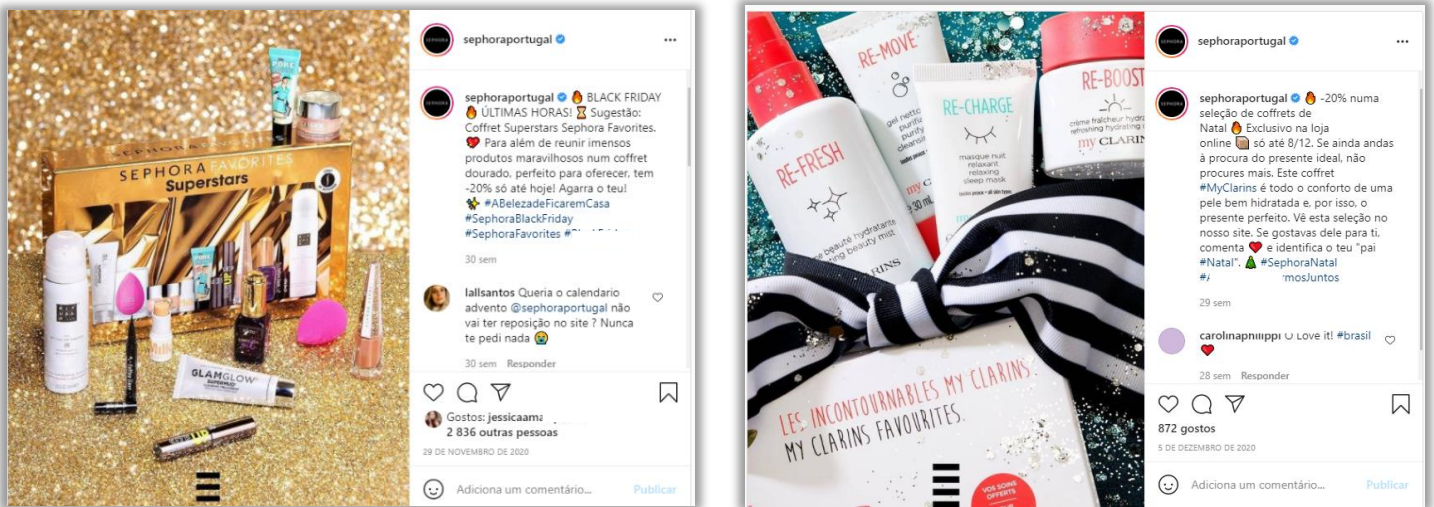 sephoraportugal
sephoraportugal 🔥 BLACK FRIDAY
🔥 ÚLTIMAS HORAS! ⏳ Sugestão:
Coffret Superstars Sephora Favorites.
💖 Para além de reunir imensos
produtos maravilhosos num coffret
dourado, perfeito para oferecer, tem
-20% só até hoje! Agarra o teu!
✨ #ABelezadeFicaremCasa
#SephoraBlackFriday
#SephoraFavorites
30 sem
lallsantos Queria o calendario
advento @sephoraportugal não
vai ter reposição no site ? Nunca
te pedi nada 😭
30 sem Responder
Gostos: jessicaama
2 836 outras pessoas
29 DE NOVEMBRO DE 2020
Adiciona um comentário... Publicar
SEPHORA FAVORITES
Superstars
GLAMGLOW
SUPERMUD
sephoraportugal
sephoraportugal 🔥 -20% numa
seleção de coffrets de
Natal 🔥 Exclusivo na loja
online só até 8/12. Se ainda andas
à procura do presente ideal, não
procures mais. Este coffret
#MyClarins é todo o conforto de uma
pele bem hidratada e, por isso, o
presente perfeito. Vê esta seleção no
nosso site. Se gostavas dele para ti,
comenta ❤️ e identifica o teu "pai
#Natal". 🎄 #SephoraNatal
mosJuntos
29 sem
Love it! #brasil
❤️
28 sem Responder
872 gostos
5 DE DEZEMBRO DE 2020
Adiciona um comentário... Publicar
RE-MOVE
RE-BOOST
RE-CHARGE
masque nuit
relaxant
relaxing
sleep mask
my CLARINS
RE-FRESH
LES INCONTOURNABLES MY CLARINS.
MY CLARINS FAVOURITES.
VOS SOINS
OFFERTS